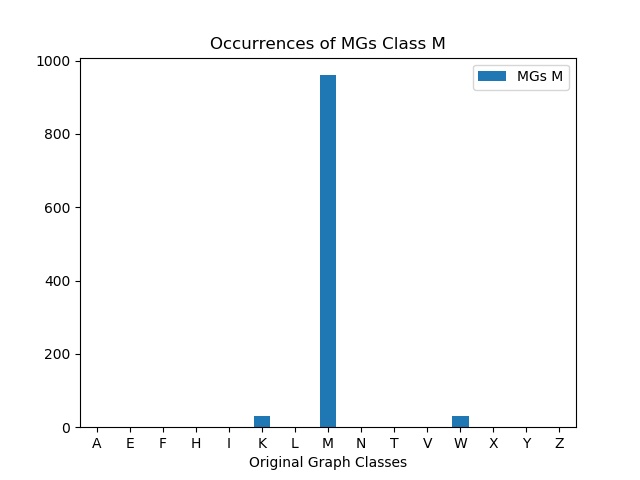 Occurrences of MGs Class M
MGs M
1000
800
600
400
200
0
A E F H I K L M N T V W X Y Z
Original Graph Classes